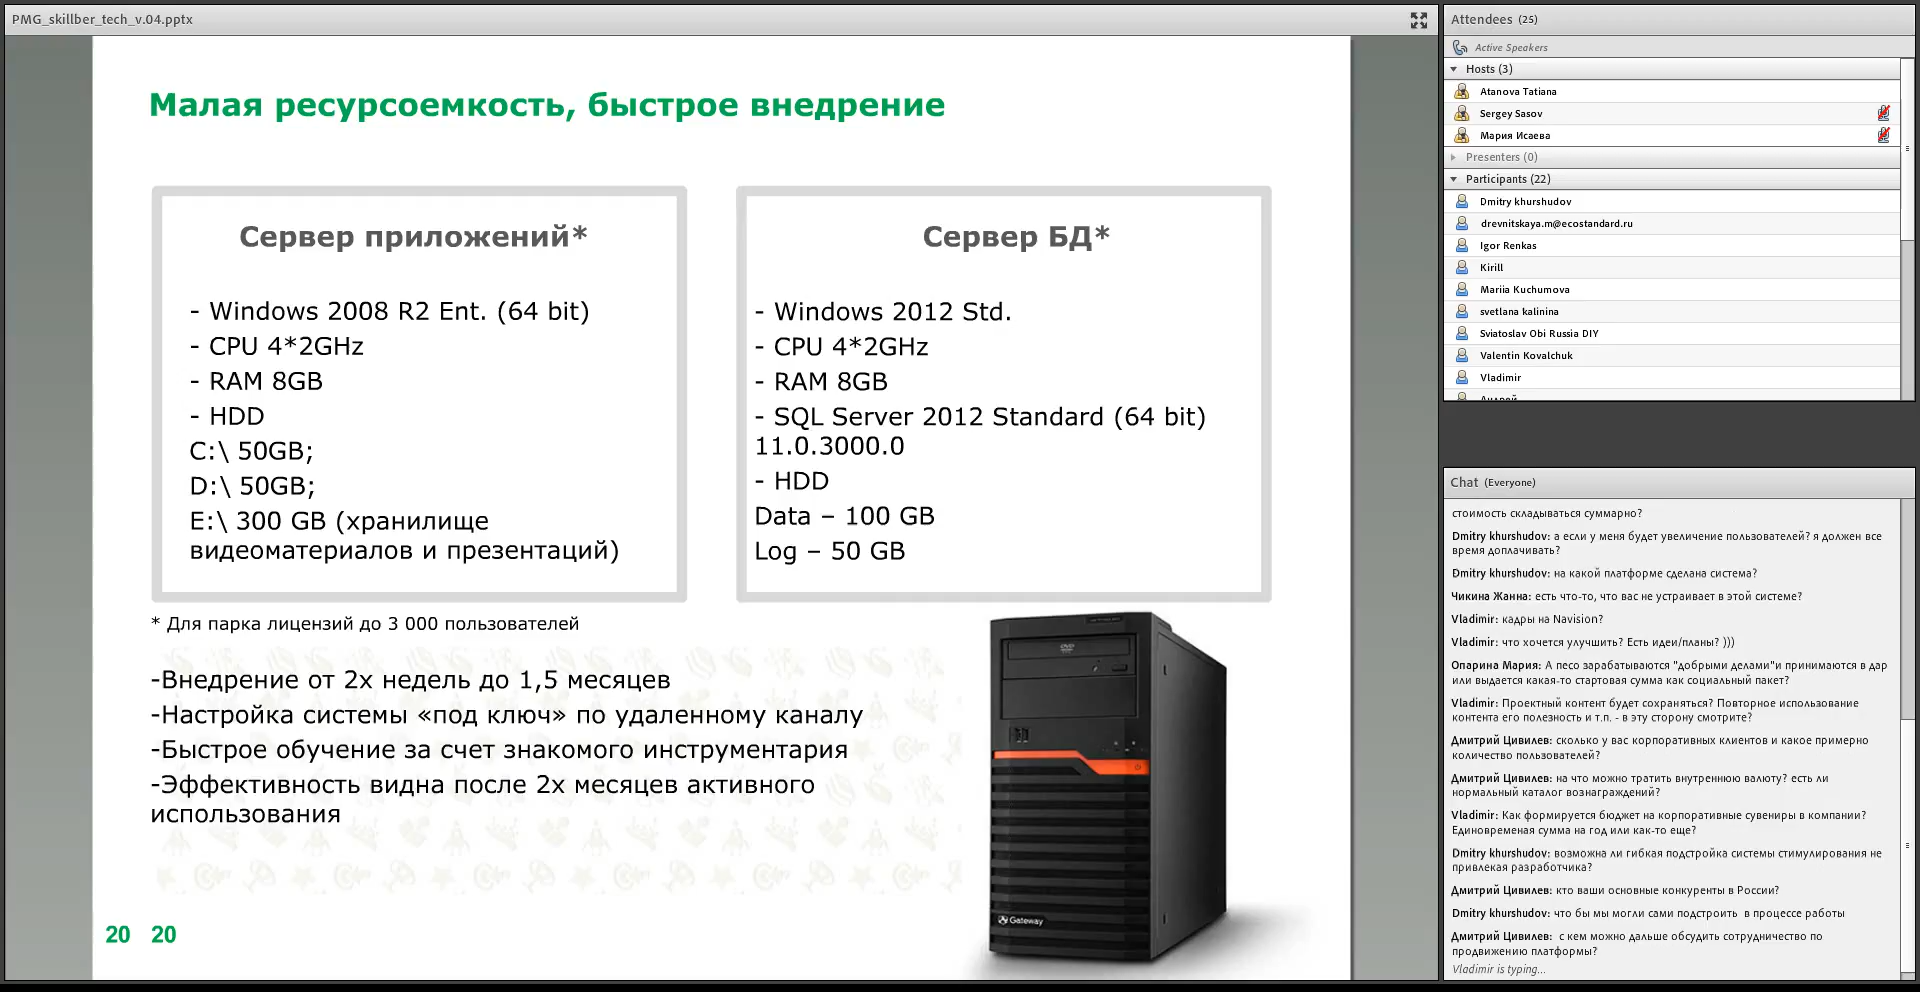 PMG_skillber_tech_v.04.pptx
Малая ресурсоемкость, быстрое внедрение
Сервер приложений*
- Windows 2008 R2 Ent. (64 bit)
- CPU 4*2GHz
- RAM 8GB
- HDD
C:\ 50GB;
D:\ 50GB;
E:\ 300 GB (хранилище
видеоматериалов и презентаций)
Сервер БД*
- Windows 2012 Std.
- CPU 4*2GHz
- RAM 8GB
- SQL Server 2012 Standard (64 bit)
11.0.3000.0
- HDD
Data – 100 GB
Log – 50 GB
* Для парка лицензий до 3 000 пользователей
-Внедрение от 2х недель до 1,5 месяцев
-Настройка системы «под ключ» по удаленному каналу
-Быстрое обучение за счет знакомого инструментария
-Эффективность видна после 2х месяцев активного
использования
Gateway
20 20
Attendees (25)
Active Speakers
Hosts (3)
Atanova Tatiana
Sergey Sasov
Мария Исаева
Presenters (0)
Participants (22)
Dmitry khurshudov
drevnitskaya.m@ecostandard.ru
Igor Renkas
Kirill
Mariia Kuchumova
svetlana kalinina
Sviatoslav Obi Russia DIY
Valentin Kovalchuk
Vladimir
Chat (Everyone)
стоимость складываться суммарно?
Dmitry khurshudov: а если у меня будет увеличение пользователей? я должен все
время доплачивать?
Dmitry khurshudov: на какой платформе сделана система?
Чикина Жанна: есть что-то, что вас не устраивает в этой системе?
Vladimir: кадры на Navision?
Vladimir: что хочется улучшить? Есть идеи/планы? )))
Опарина Мария: А песо зарабатываются "добрыми делами"и принимаются в дар
или выдается какая-то стартовая сумма как социальный пакет?
Vladimir: Проектный контент будет сохраняться? Повторное использование
контента его полезность и т.п. - в эту сторону смотрите?
Дмитрий Цивилев: сколько у вас корпоративных клиентов и какое примерно
количество пользователей?
Дмитрий Цивилев: на что можно тратить внутреннюю валюту? есть ли
нормальный каталог вознаграждений?
Vladimir: Как формируется бюджет на корпоративные сувениры в компании?
Единовременая сумма на год или как-то еще?
Dmitry khurshudov: возможна ли гибкая подстройка системы стимулирования не
привлекая разработчика?
Дмитрий Цивилев: кто ваши основные конкуренты в России?
Dmitry khurshudov: что бы мы могли сами подстроить в процессе работы
Дмитрий Цивилев: с кем можно дальше обсудить сотрудничество по
продвижению платформы?
Vladimir is typing...